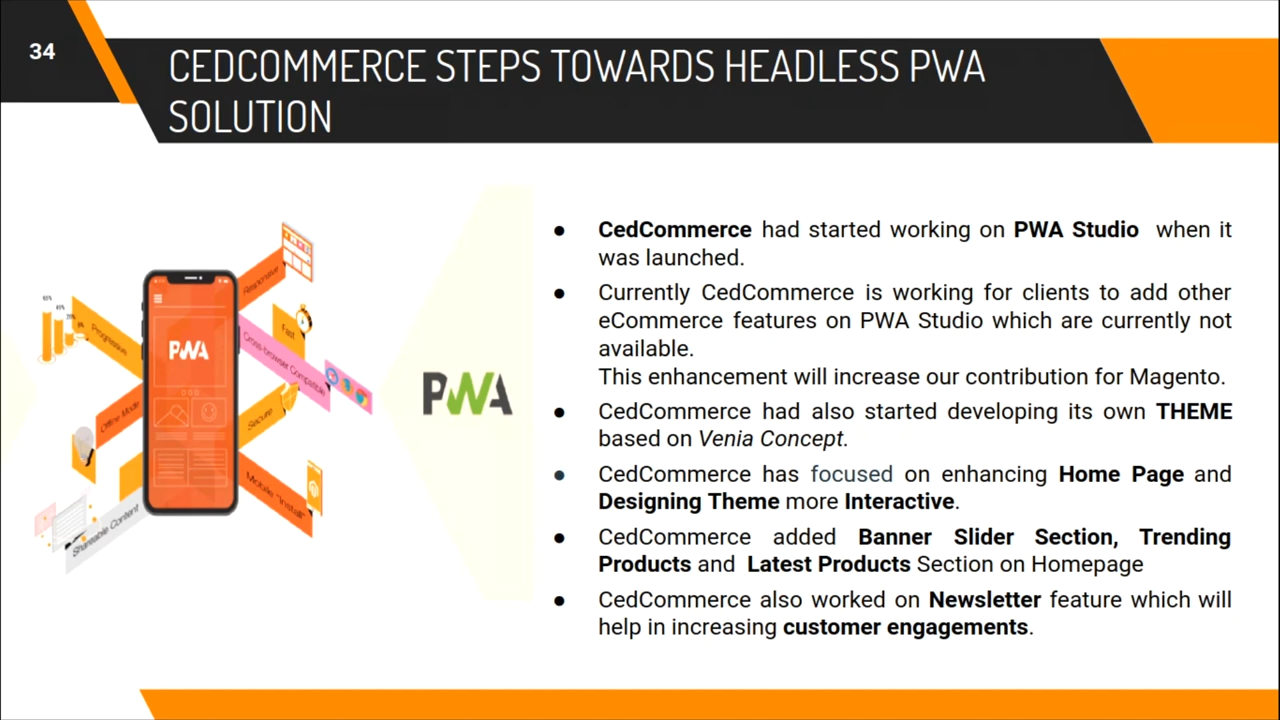 34
CEDCOMMERCE STEPS TOWARDS HEADLESS PWA
SOLUTION
Responsive
Progressive
Fast
Cross-browser Compatible
PWA
Offline Mode
Secure
Mobile "Install"
Shareable Content
PWA
● CedCommerce had started working on PWA Studio when it
was launched.
● Currently CedCommerce is working for clients to add other
eCommerce features on PWA Studio which are currently not
available.
This enhancement will increase our contribution for Magento.
● CedCommerce had also started developing its own THEME
based on Venia Concept.
● CedCommerce has focused on enhancing Home Page and
Designing Theme more Interactive.
● CedCommerce added Banner Slider Section, Trending
Products and Latest Products Section on Homepage
● CedCommerce also worked on Newsletter feature which will
help in increasing customer engagements.